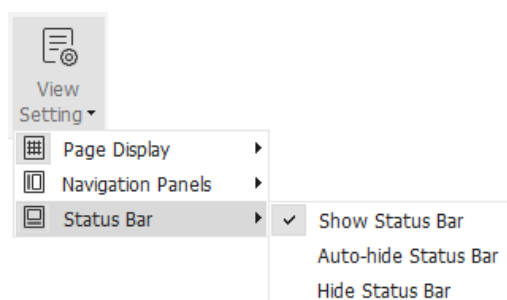 View
Setting
Page Display
Navigation Panels
Status Bar
Show Status Bar
Auto-hide Status Bar
Hide Status Bar